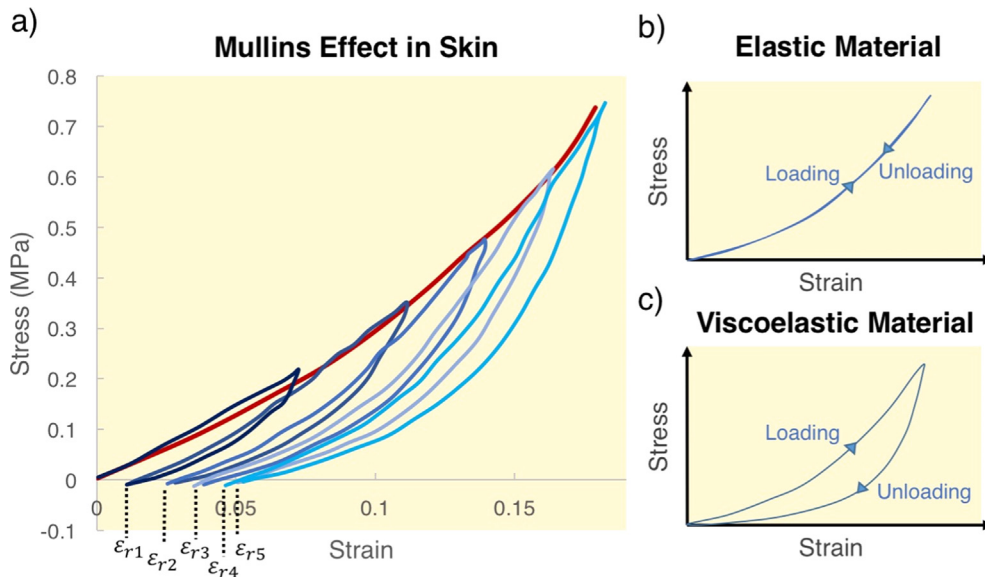 a)
Mullins Effect in Skin
0.8
0.7
0.6
0.5
0.4
0.3
0.2
0.1
0
-0.1
Stress (MPa)
0
0.05
0.1
0.15
εr1
εr2
εr3
εr4
εr5
Strain
b)
Elastic Material
Stress
Loading
Unloading
Strain
c)
Viscoelastic Material
Stress
Loading
Unloading
Strain